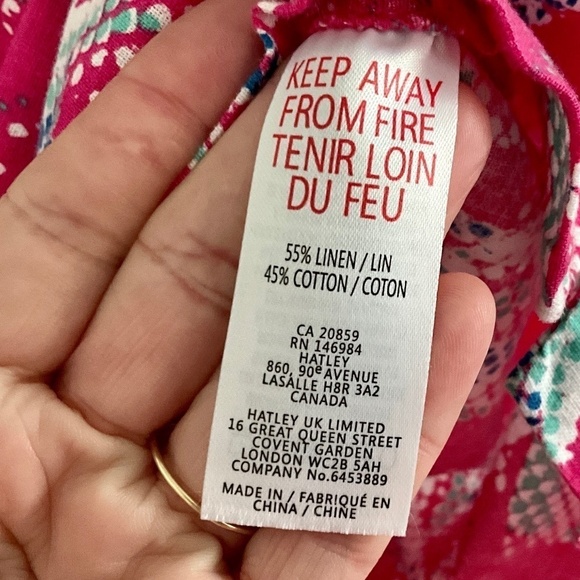 KEEP AWAY
FROM FIRE
TENIR LOIN
DU FEU
55% LINEN / LIN
45% COTTON / COTON
CA 20859
RN 146984
HATLEY
860, 90e AVENUE
LASALLE H8R 3A2
CANADA
HATLEY UK LIMITED
16 GREAT QUEEN STREET
COVENT GARDEN
LONDON WC2B 5AH
COMPANY No.6453889
MADE IN / FABRIQUÉ EN
CHINA / CHINE